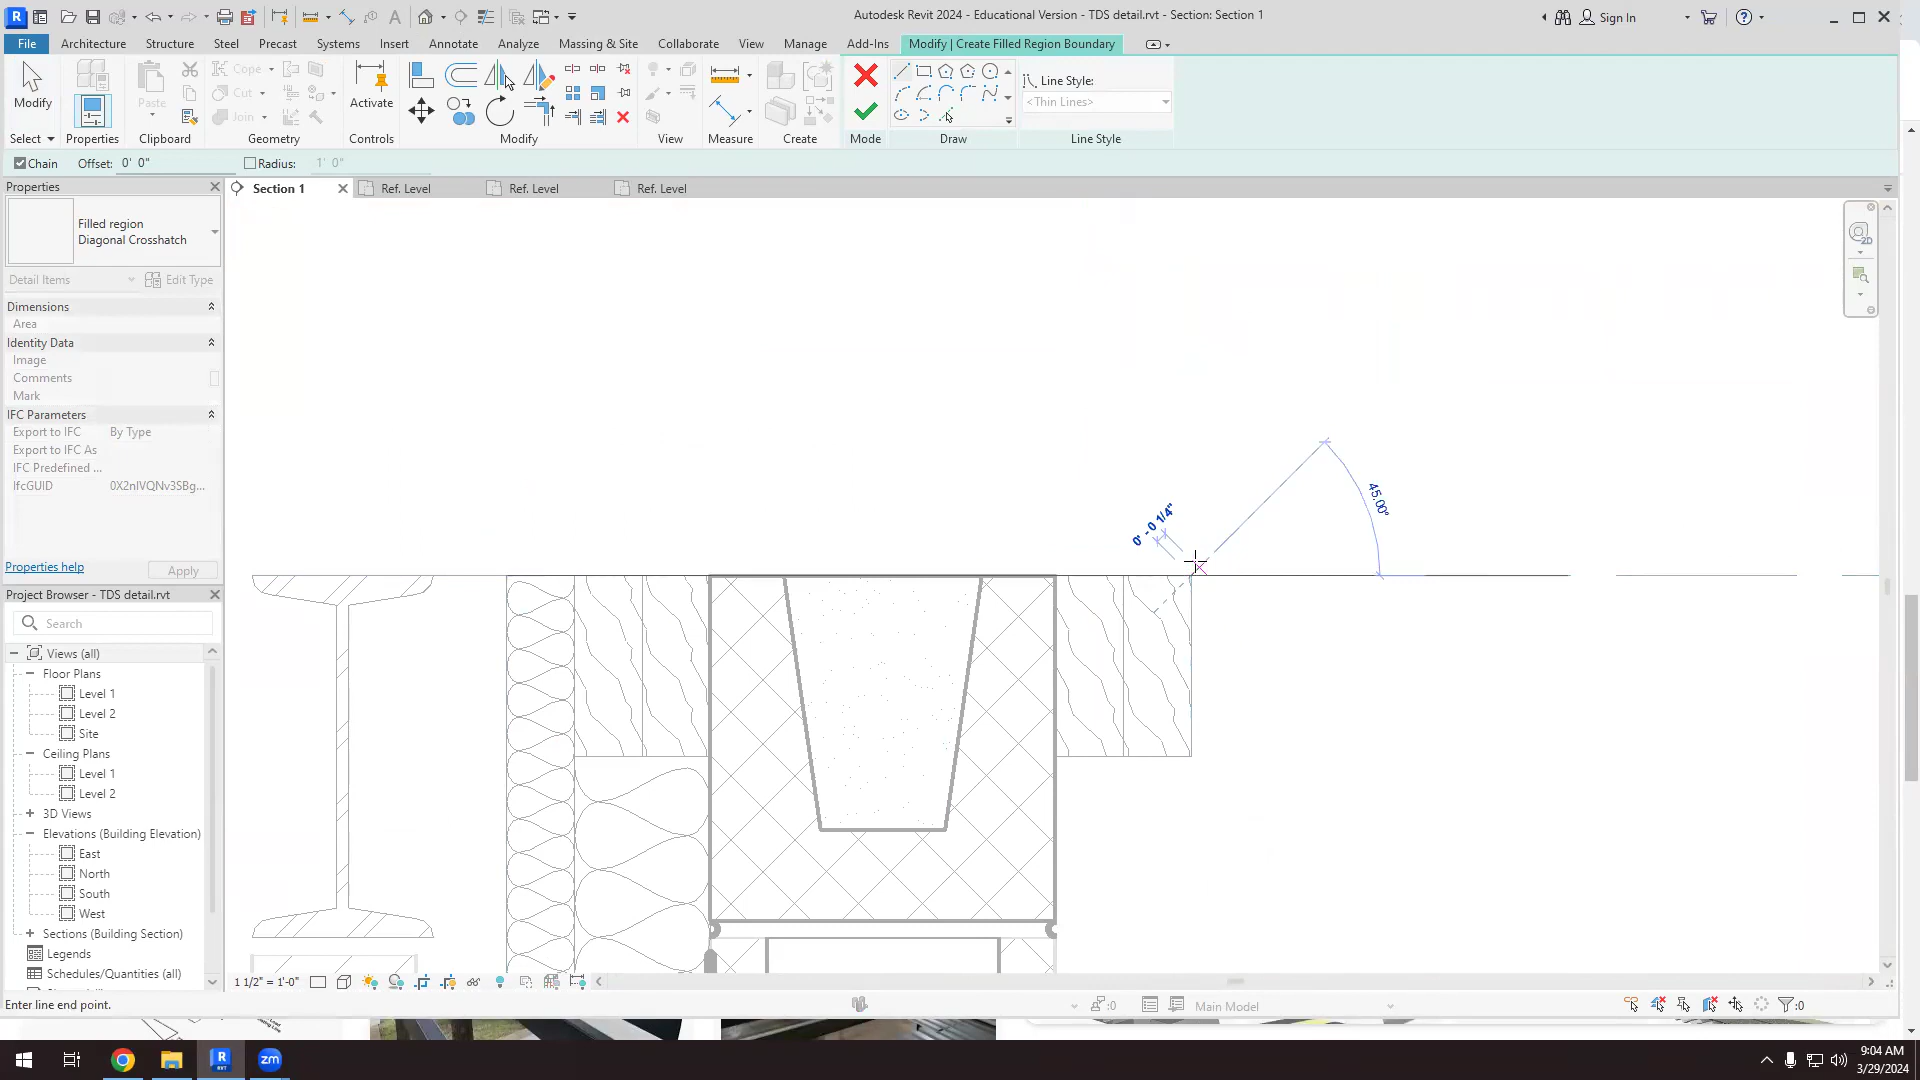 Autodesk Revit 2024 - Educational Version - TDS detail.rvt - Section: Section 1
Sign In
File Architecture Structure Steel Precast Systems Insert Annotate Analyze Massing & Site Collaborate View Manage Add-Ins Modify | Create Filled Region Boundary
Modify
Paste
Cope
Cut
Join
Activate
Line Style:
<Thin Lines>
Select Properties Clipboard Geometry Controls Modify View Measure Create Mode Draw Line Style
Chain Offset: 0' 0" Radius: 1' 0"
Properties
Section 1 Ref. Level Ref. Level Ref. Level
Filled region
Diagonal Crosshatch
Detail Items Edit Type
Dimensions
Area
Identity Data
Image
Comments
Mark
IFC Parameters
Export to IFC By Type
Export to IFC As
IFC Predefined ...
IfcGUID 0X2nIVQNv3SBg...
Properties help Apply
45.00°
0' - 0 1/4"
Project Browser - TDS detail.rvt
Search
Views (all)
Floor Plans
Level 1
Level 2
Site
Ceiling Plans
Level 1
Level 2
3D Views
Elevations (Building Elevation)
East
North
South
West
Sections (Building Section)
Legends
Schedules/Quantities (all)
1 1/2" = 1'-0"
Enter line end point.
:0
Main Model
:0
2D
zm
9:04 AM
3/29/2024